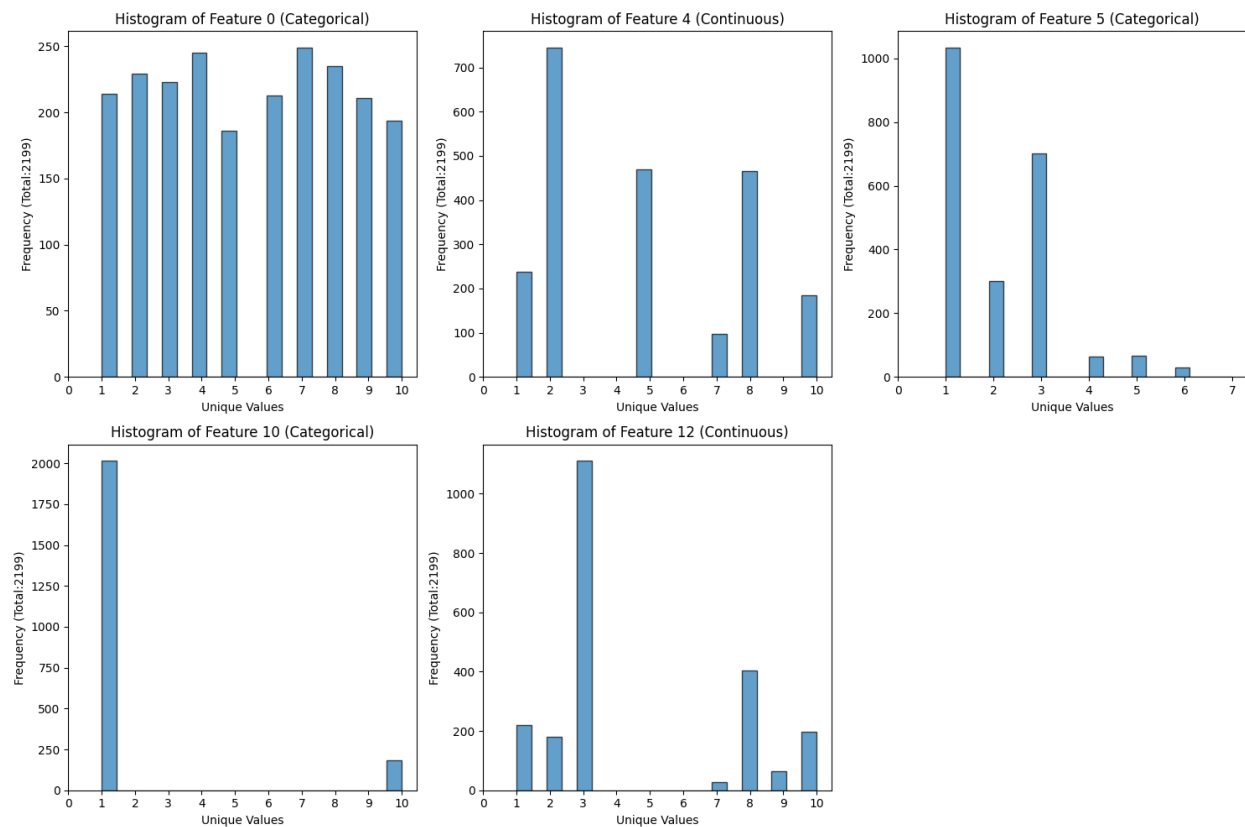 Histogram of Feature 0 (Categorical)
Frequency (Total:2199)
250
200
150
100
50
0
0 1 2 3 4 5 6 7 8 9 10
Unique Values
Histogram of Feature 4 (Continuous)
Frequency (Total:2199)
700
600
500
400
300
200
100
0
0 1 2 3 4 5 6 7 8 9 10
Unique Values
Histogram of Feature 5 (Categorical)
Frequency (Total:2199)
1000
800
600
400
200
0
0 1 2 3 4 5 6 7
Unique Values
Histogram of Feature 10 (Categorical)
Frequency (Total:2199)
2000
1750
1500
1250
1000
750
500
250
0
0 1 2 3 4 5 6 7 8 9 10
Unique Values
Histogram of Feature 12 (Continuous)
Frequency (Total:2199)
1000
800
600
400
200
0
0 1 2 3 4 5 6 7 8 9 10
Unique Values